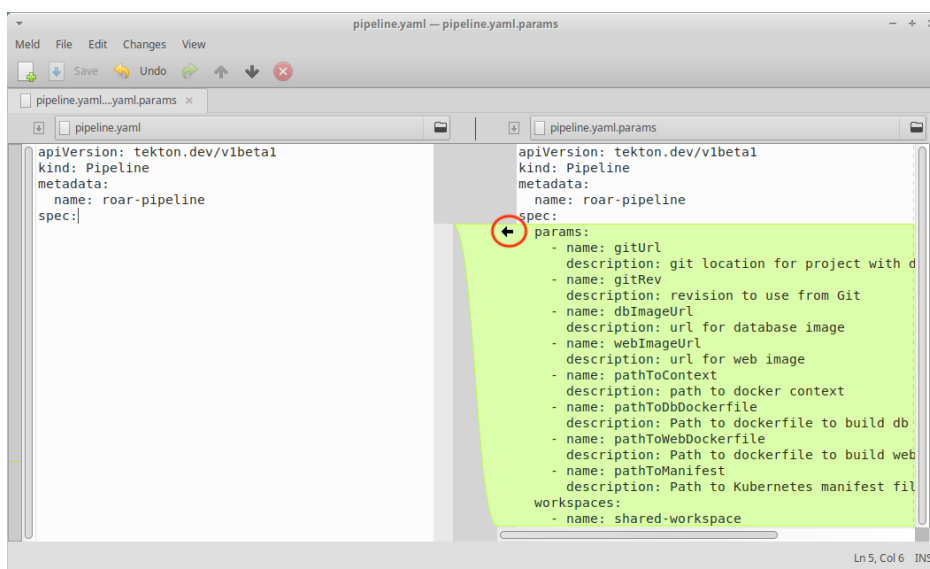 pipeline.yaml — pipeline.yaml.params
Meld File Edit Changes View
Save Undo
pipeline.yaml....yaml.params ×
pipeline.yaml
pipeline.yaml.params
apiVersion: tekton.dev/v1beta1
kind: Pipeline
metadata:
  name: roar-pipeline
spec:
apiVersion: tekton.dev/v1beta1
kind: Pipeline
metadata:
  name: roar-pipeline
spec:
  params:
    - name: gitUrl
      description: git location for project with d
    - name: gitRev
      description: revision to use from Git
    - name: dbImageUrl
      description: url for database image
    - name: webImageUrl
      description: url for web image
    - name: pathToContext
      description: path to docker context
    - name: pathToDbDockerfile
      description: Path to dockerfile to build db
    - name: pathToWebDockerfile
      description: Path to dockerfile to build web
    - name: pathToManifest
      description: Path to Kubernetes manifest fil
  workspaces:
    - name: shared-workspace
Ln 5, Col 6 INS